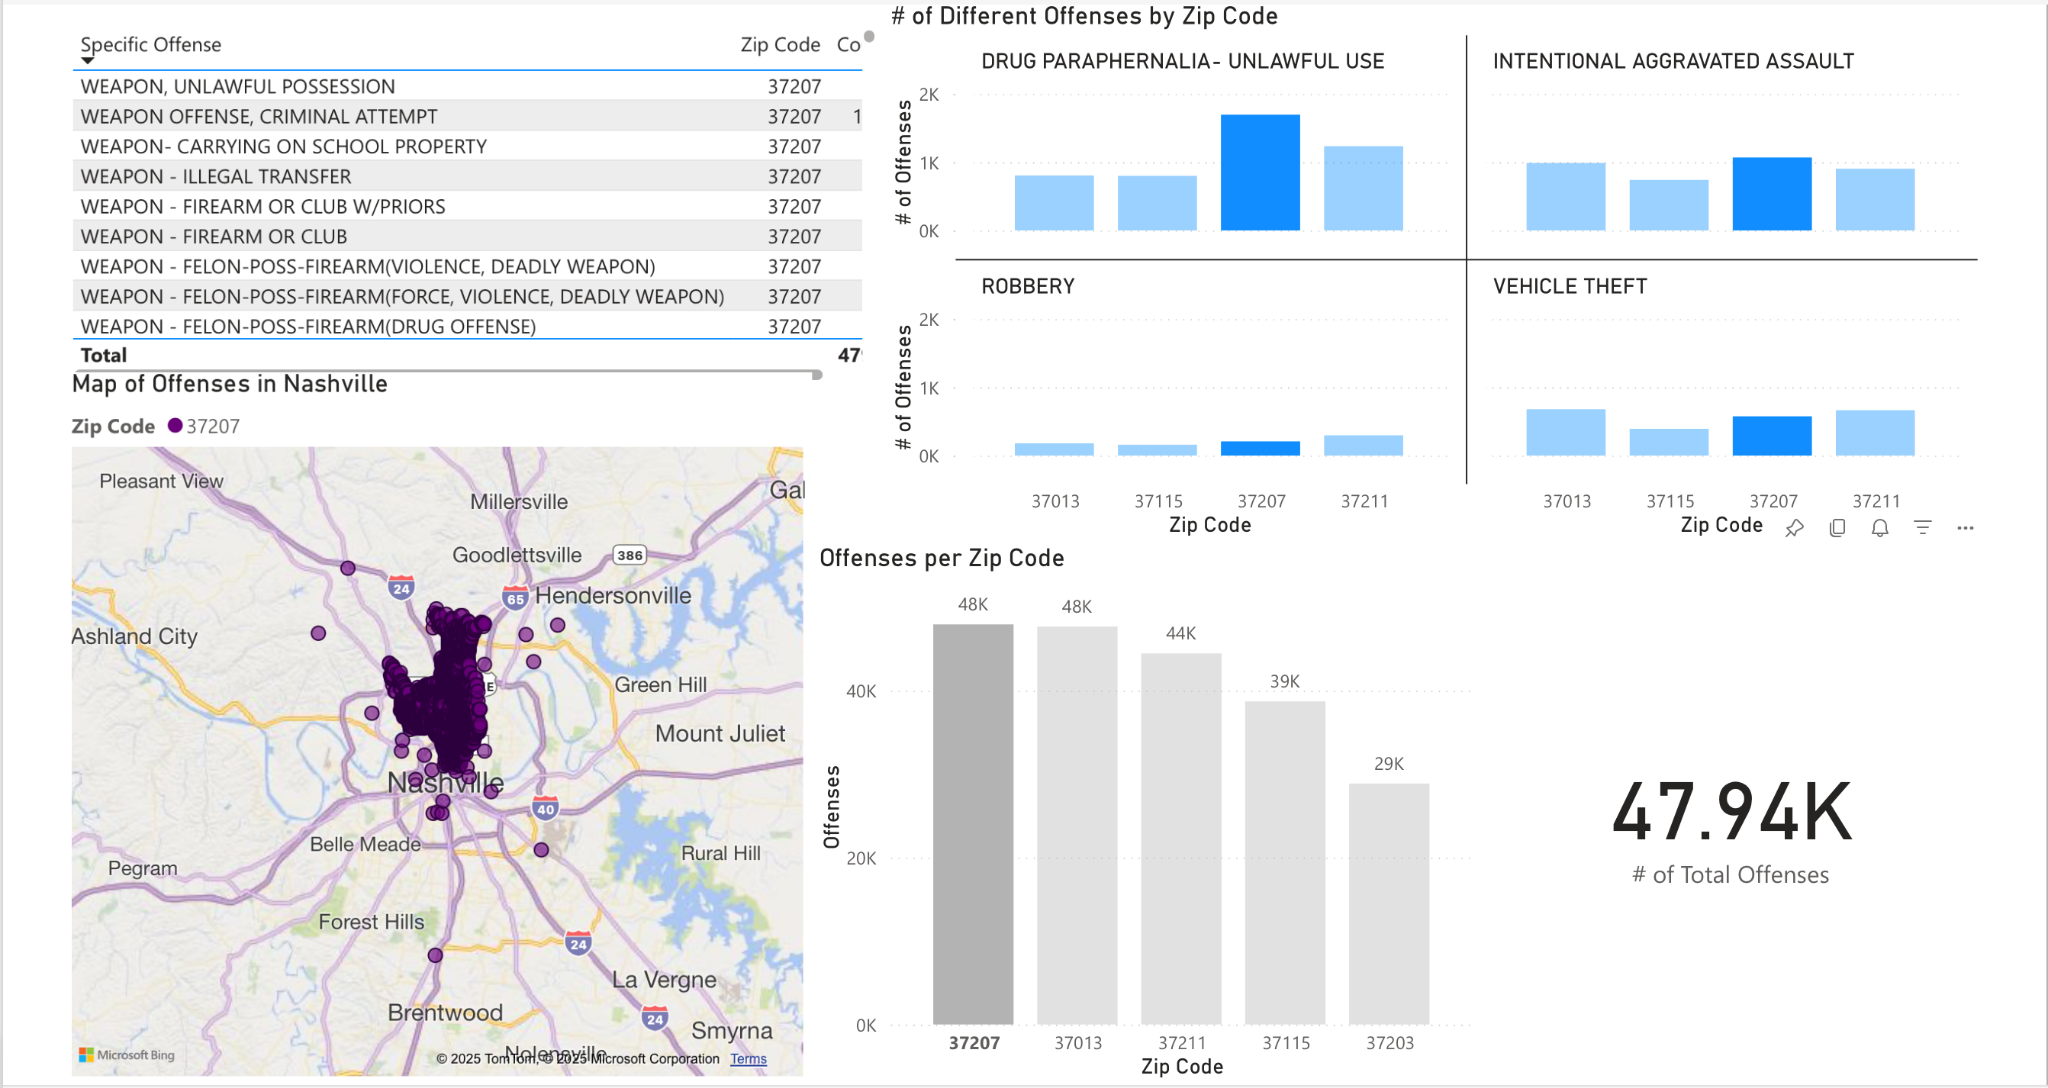 Specific Offense Zip Code Co
WEAPON, UNLAWFUL POSSESSION 37207
WEAPON OFFENSE, CRIMINAL ATTEMPT 37207 1
WEAPON- CARRYING ON SCHOOL PROPERTY 37207
WEAPON - ILLEGAL TRANSFER 37207
WEAPON - FIREARM OR CLUB W/PRIORS 37207
WEAPON - FIREARM OR CLUB 37207
WEAPON - FELON-POSS-FIREARM(VIOLENCE, DEADLY WEAPON) 37207
WEAPON - FELON-POSS-FIREARM(FORCE, VIOLENCE, DEADLY WEAPON) 37207
WEAPON - FELON-POSS-FIREARM(DRUG OFFENSE) 37207
Total 47
Map of Offenses in Nashville
Zip Code 37207
Pleasant View
Millersville
Gal
Goodlettsville
386
24
65
Hendersonville
Ashland City
E
Green Hill
Mount Juliet
Nashville
40
Belle Meade
Rural Hill
Pegram
Forest Hills
24
La Vergne
Brentwood
24
Smyrna
Nolensville
Microsoft Bing
© 2025 TomTom, © 2025 Microsoft Corporation Terms
# of Different Offenses by Zip Code
DRUG PARAPHERNALIA- UNLAWFUL USE
INTENTIONAL AGGRAVATED ASSAULT
# of Offenses
2K
1K
0K
ROBBERY
VEHICLE THEFT
# of Offenses
2K
1K
0K
37013 37115 37207 37211
37013 37115 37207 37211
Zip Code
Zip Code
Offenses per Zip Code
48K 48K 44K 39K 29K
Offenses
40K
20K
0K
37207 37013 37211 37115 37203
Zip Code
47.94K
# of Total Offenses